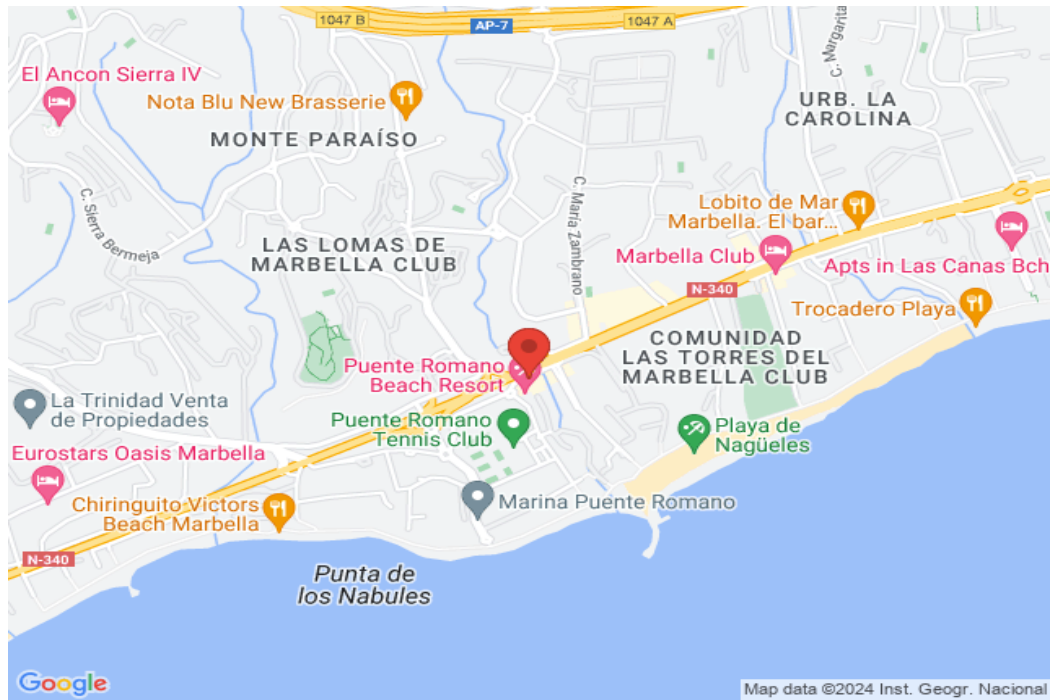 1047 B
AP-7
1047 A
C. Margarita
El Ancon Sierra IV
Nota Blu New Brasserie
MONTE PARAÍSO
URB. LA
CAROLINA
C. Sierra Bermeja
C. María Zambrano
Lobito de Mar
Marbella. El bar...
LAS LOMAS DE
MARBELLA CLUB
Marbella Club
Apts in Las Canas Bch
N-340
Trocadero Playa
COMUNIDAD
LAS TORRES DEL
MARBELLA CLUB
Puente Romano
Beach Resort
La Trinidad Venta
de Propiedades
Puente Romano
Tennis Club
Playa de
Nagüeles
Eurostars Oasis Marbella
Chiringuito Victors
Beach Marbella
Marina Puente Romano
N-340
Punta de
los Nabules
Google
Map data ©2024 Inst. Geogr. Nacional